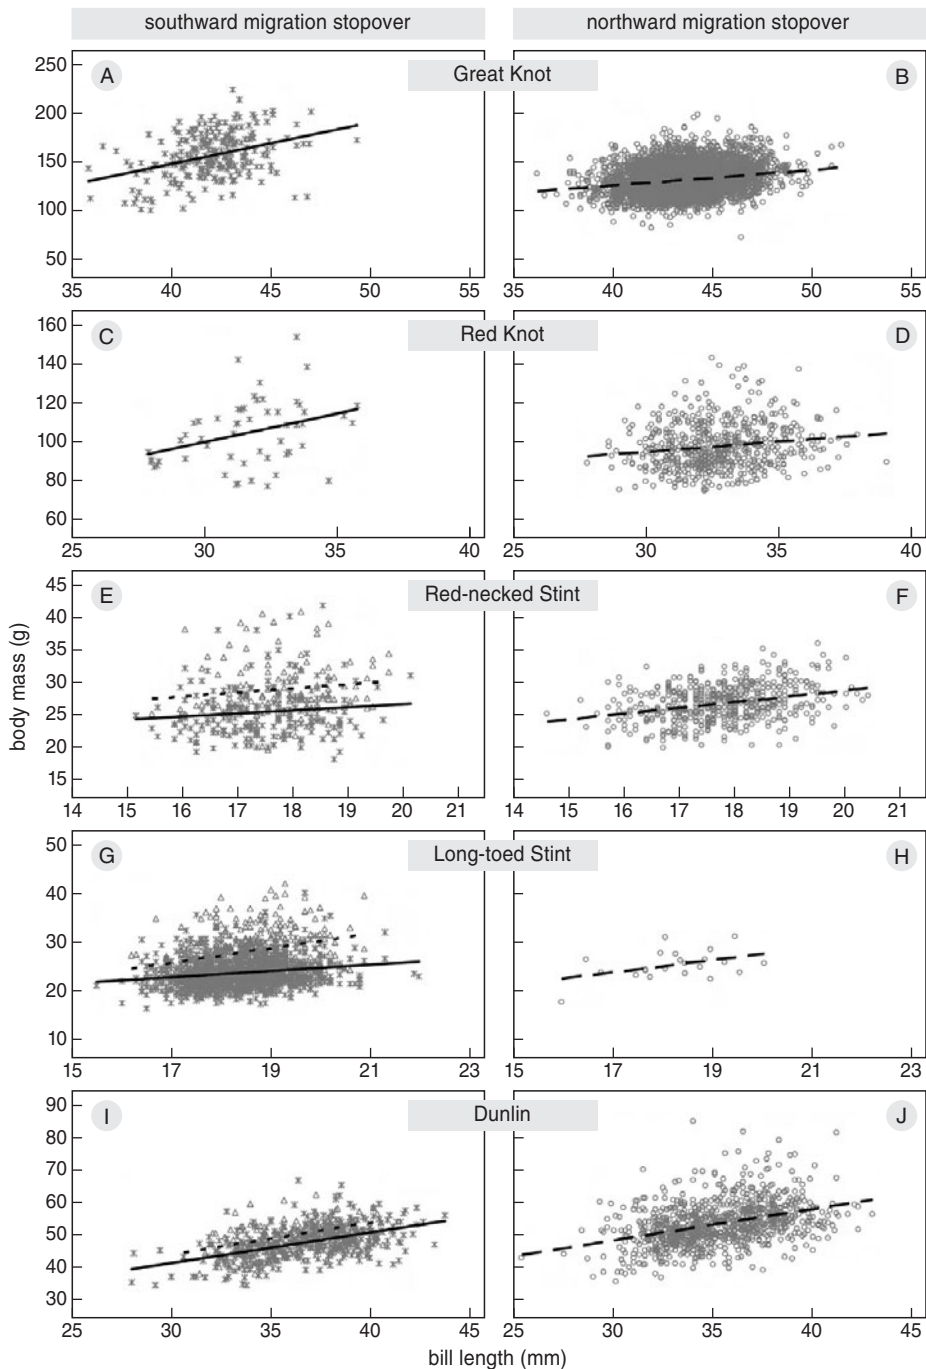 southward migration stopover
northward migration stopover
A
Great Knot
B
250
200
150
100
50
35 40 45 50 55
35 40 45 50 55
C
Red Knot
D
160
140
120
100
80
60
25 30 35 40
25 30 35 40
E
Red-necked Stint
F
45
40
35
30
25
20
15
14 15 16 17 18 19 20 21
14 15 16 17 18 19 20 21
body mass (g)
G
Long-toed Stint
H
50
40
30
20
10
15 17 19 21 23
15 17 19 21 23
I
Dunlin
J
90
80
70
60
50
40
30
25 30 35 40 45
25 30 35 40 45
bill length (mm)